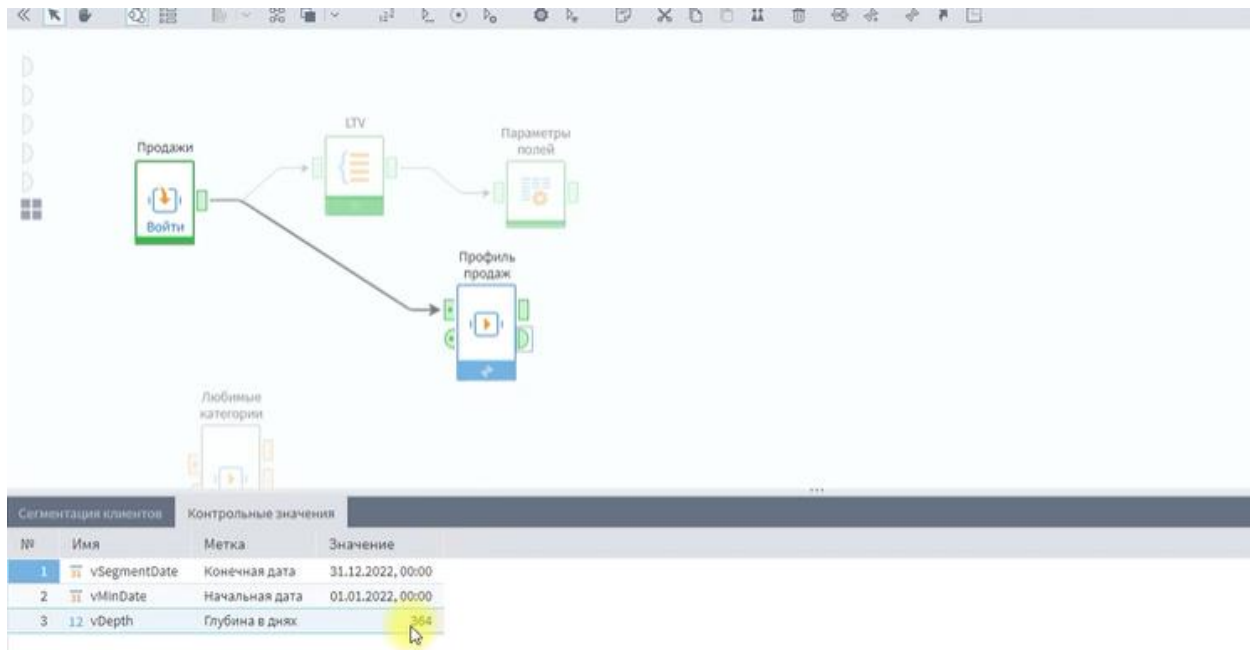 LTV
Параметры
полей
Продажи
Войти
Профиль
продаж
Любимые
категории
Сегментация клиентов Контрольные значения
№ Имя Метка Значение
1 31 vSegmentDate Конечная дата 31.12.2022, 00:00
2 31 vMinDate Начальная дата 01.01.2022, 00:00
3 12 vDepth Глубина в днях 364